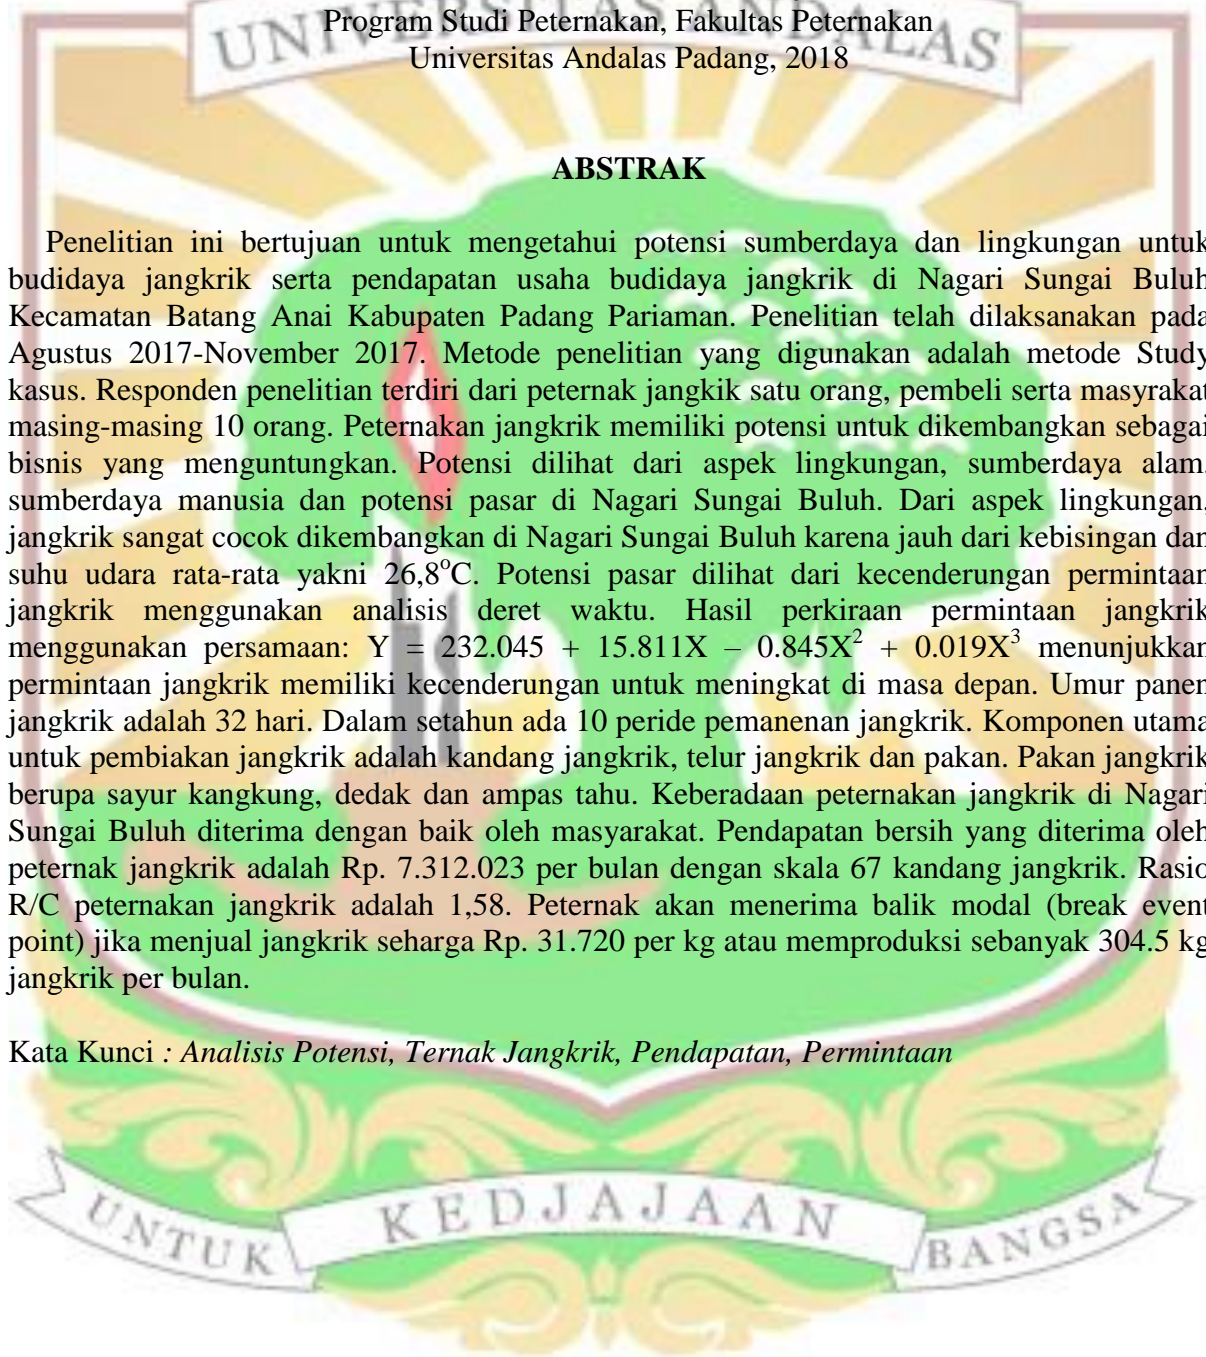 UNIVERSITAS ANDALAS
Program Studi Peternakan, Fakultas Peternakan
Universitas Andalas Padang, 2018
ABSTRAK
Penelitian ini bertujuan untuk mengetahui potensi sumberdaya dan lingkungan untuk
budidaya jangkrik serta pendapatan usaha budidaya jangkrik di Nagari Sungai Buluh
Kecamatan Batang Anai Kabupaten Padang Pariaman. Penelitian telah dilaksanakan pada
Agustus 2017-November 2017. Metode penelitian yang digunakan adalah metode Study
kasus. Responden penelitian terdiri dari peternak jangkik satu orang, pembeli serta masyrakat
masing-masing 10 orang. Peternakan jangkrik memiliki potensi untuk dikembangkan sebagai
bisnis yang menguntungkan. Potensi dilihat dari aspek lingkungan, sumberdaya alam,
sumberdaya manusia dan potensi pasar di Nagari Sungai Buluh. Dari aspek lingkungan,
jangkrik sangat cocok dikembangkan di Nagari Sungai Buluh karena jauh dari kebisingan dan
suhu udara rata-rata yakni 26,8°C. Potensi pasar dilihat dari kecenderungan permintaan
jangkrik menggunakan analisis deret waktu. Hasil perkiraan permintaan jangkrik
menggunakan persamaan: Y = 232.045 + 15.811X – 0.845X² + 0.019X³ menunjukkan
permintaan jangkrik memiliki kecenderungan untuk meningkat di masa depan. Umur panen
jangkrik adalah 32 hari. Dalam setahun ada 10 peride pemanenan jangkrik. Komponen utama
untuk pembiakan jangkrik adalah kandang jangkrik, telur jangkrik dan pakan. Pakan jangkrik
berupa sayur kangkung, dedak dan ampas tahu. Keberadaan peternakan jangkrik di Nagari
Sungai Buluh diterima dengan baik oleh masyarakat. Pendapatan bersih yang diterima oleh
peternak jangkrik adalah Rp. 7.312.023 per bulan dengan skala 67 kandang jangkrik. Rasio
R/C peternakan jangkrik adalah 1,58. Peternak akan menerima balik modal (break event
point) jika menjual jangkrik seharga Rp. 31.720 per kg atau memproduksi sebanyak 304.5 kg
jangkrik per bulan.
Kata Kunci : Analisis Potensi, Ternak Jangkrik, Pendapatan, Permintaan
UNTUK KEDJAJAAN BANGSA